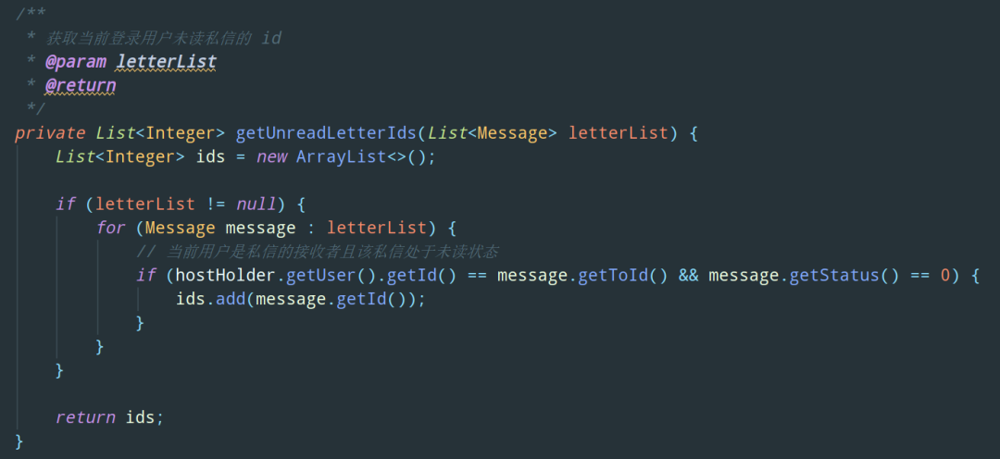 /**
 * 获取当前登录用户未读私信的 id
 * @param letterList
 * @return
 */
private List<Integer> getUnreadLetterIds(List<Message> letterList) {
    List<Integer> ids = new ArrayList<>();

    if (letterList != null) {
        for (Message message : letterList) {
            // 当前用户是私信的接收者且该私信处于未读状态
            if (hostHolder.getUser().getId() == message.getToId() && message.getStatus() == 0) {
                ids.add(message.getId());
            }
        }
    }

    return ids;
}